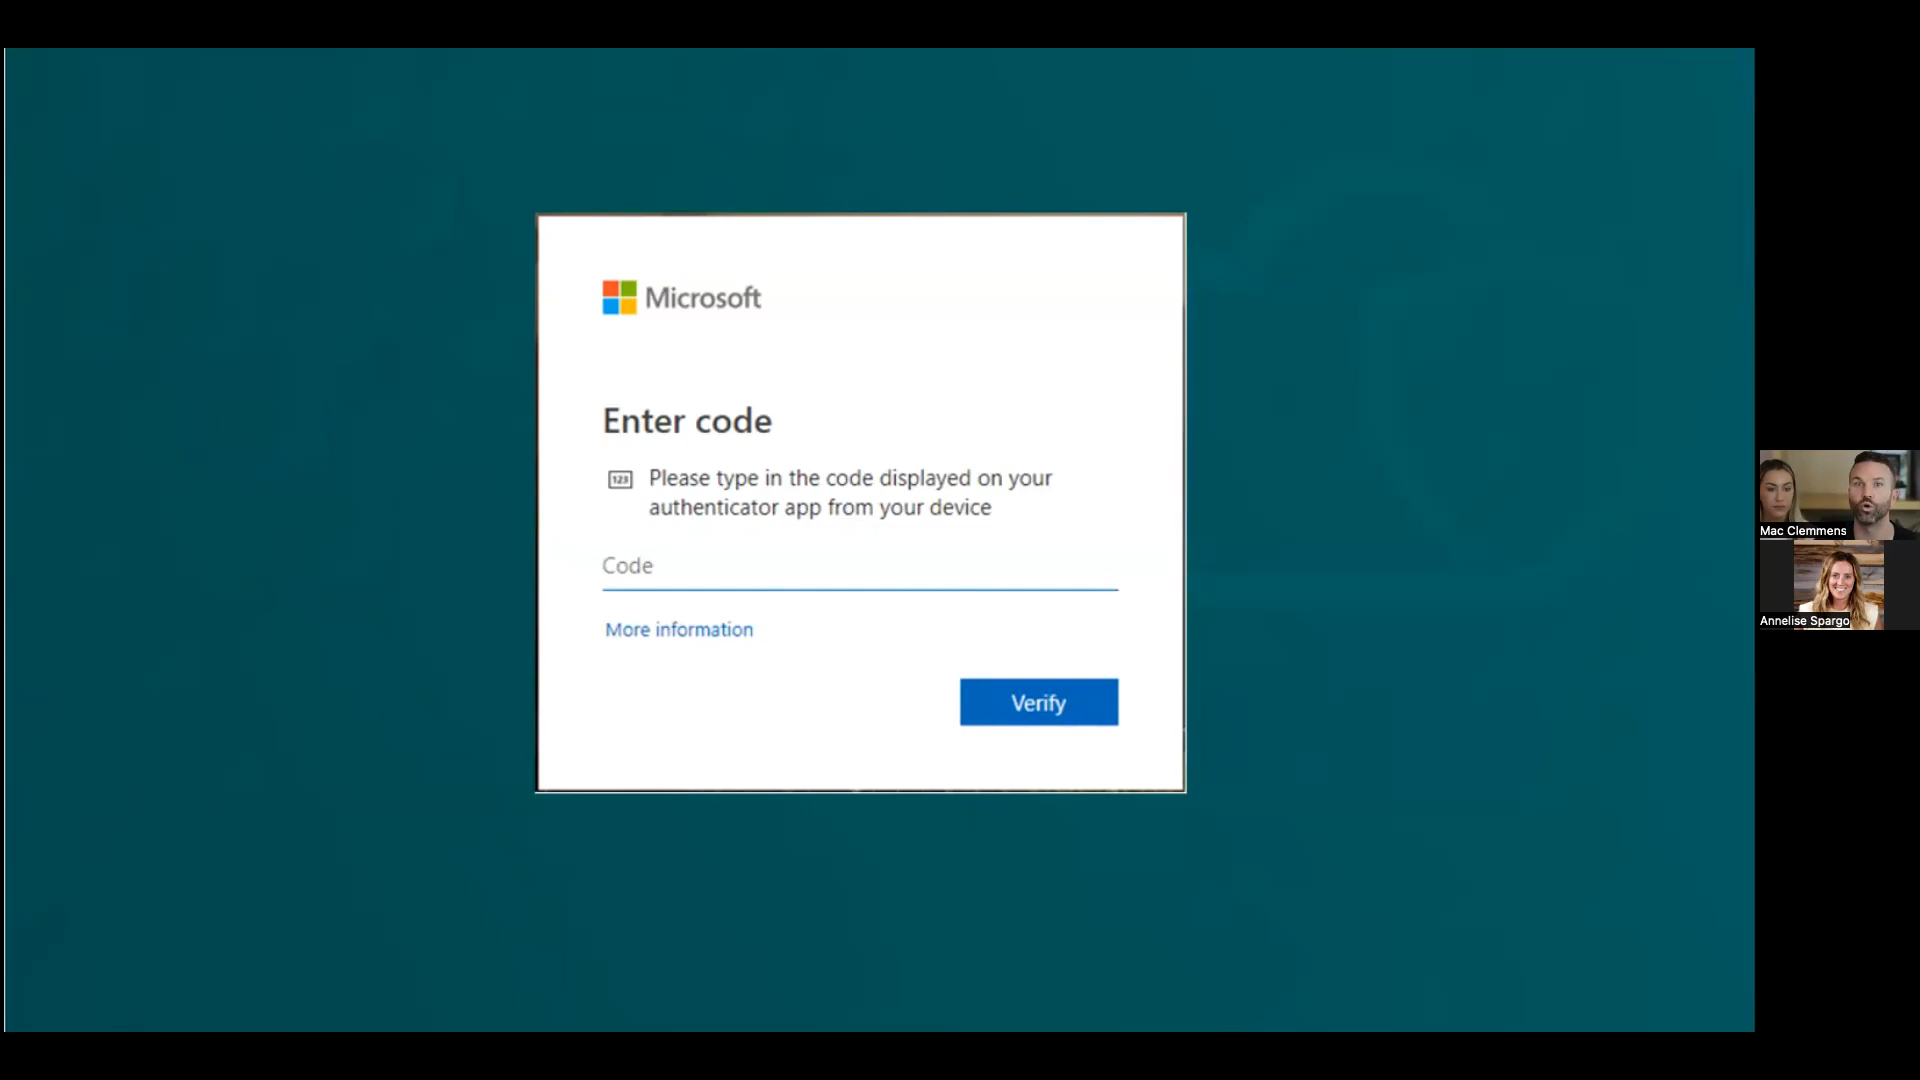 Microsoft
Enter code
123
Please type in the code displayed on your
authenticator app from your device
Code
More information
Verify
Mac Clemmens
Annelise Spargo